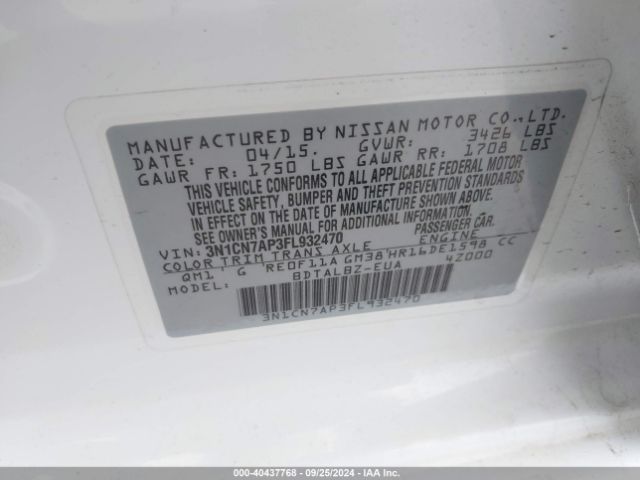 MANUFACTURED BY NISSAN MOTOR CO.,LTD.
DATE: 04/15. GVWR: 3426 LBS
GAWR FR: 1750 LBS GAWR RR: 1708 LBS
THIS VEHICLE CONFORMS TO ALL APPLICABLE FEDERAL MOTOR
VEHICLE SAFETY, BUMPER, AND THEFT PREVENTION STANDARDS
IN EFFECT ON THE DATE OF MANUFACTURE SHOWN ABOVE.
SEE OWNER'S MANUAL FOR ADDITIONAL INFORMATION.
VIN: 3N1CN7AP3FL932470 PASSENGER CAR.
COLOR TRIM TRANS AXLE ENGINE
QM1 G RE0F11A GM38 HR16DE1598 CC
MODEL: BDTALBZ-EUA 4Z000
3N1CN7AP3FL932470
000-40437768 - 09/25/2024 - IAA Inc.